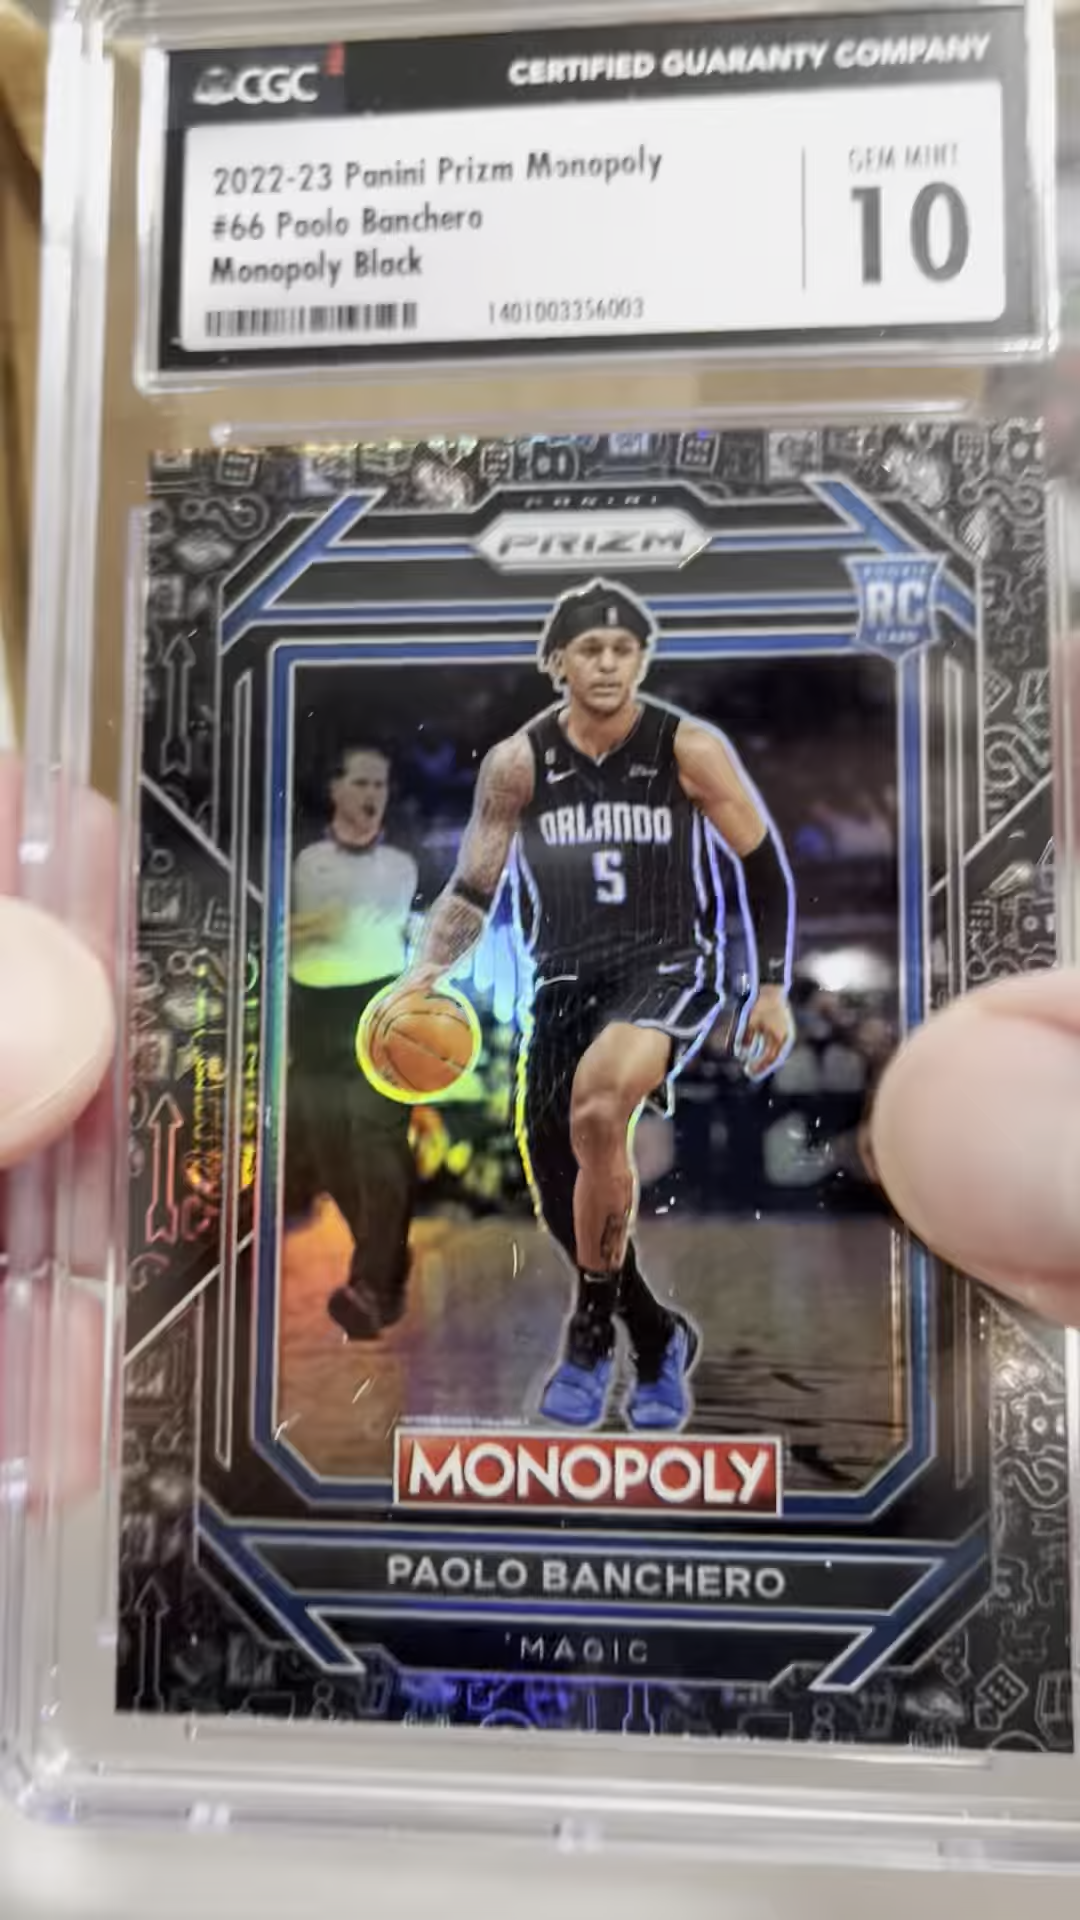 CGC
CERTIFIED GUARANTY COMPANY
2022-23 Panini Prizm Monopoly
#66 Paolo Banchero
Monopoly Black
GEM MINT
10
1401003356003
PANINI
PRIZM
ROOKIE
RC
CARD
ORLANDO
5
MONOPOLY
PAOLO BANCHERO
MAGIC